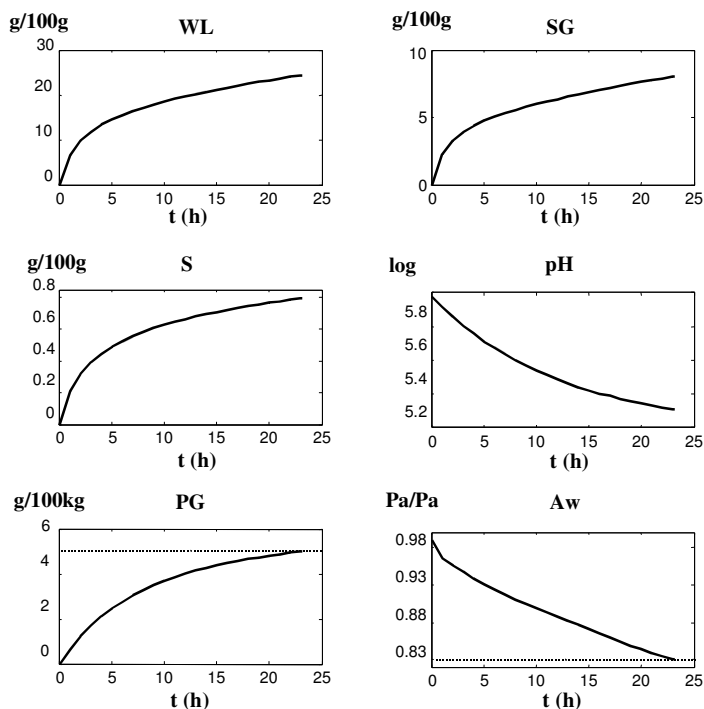 g/100g WL
30
20
10
0
0 5 10 15 20 25
t (h)
g/100g SG
10
5
0
0 5 10 15 20 25
t (h)
g/100g S
0.8
0.6
0.4
0.2
0
0 5 10 15 20 25
t (h)
log pH
5.8
5.6
5.4
5.2
0 5 10 15 20 25
t (h)
g/100kg PG
6
4
2
0
0 5 10 15 20 25
t (h)
Pa/Pa Aw
0.98
0.93
0.88
0.83
0 5 10 15 20 25
t (h)